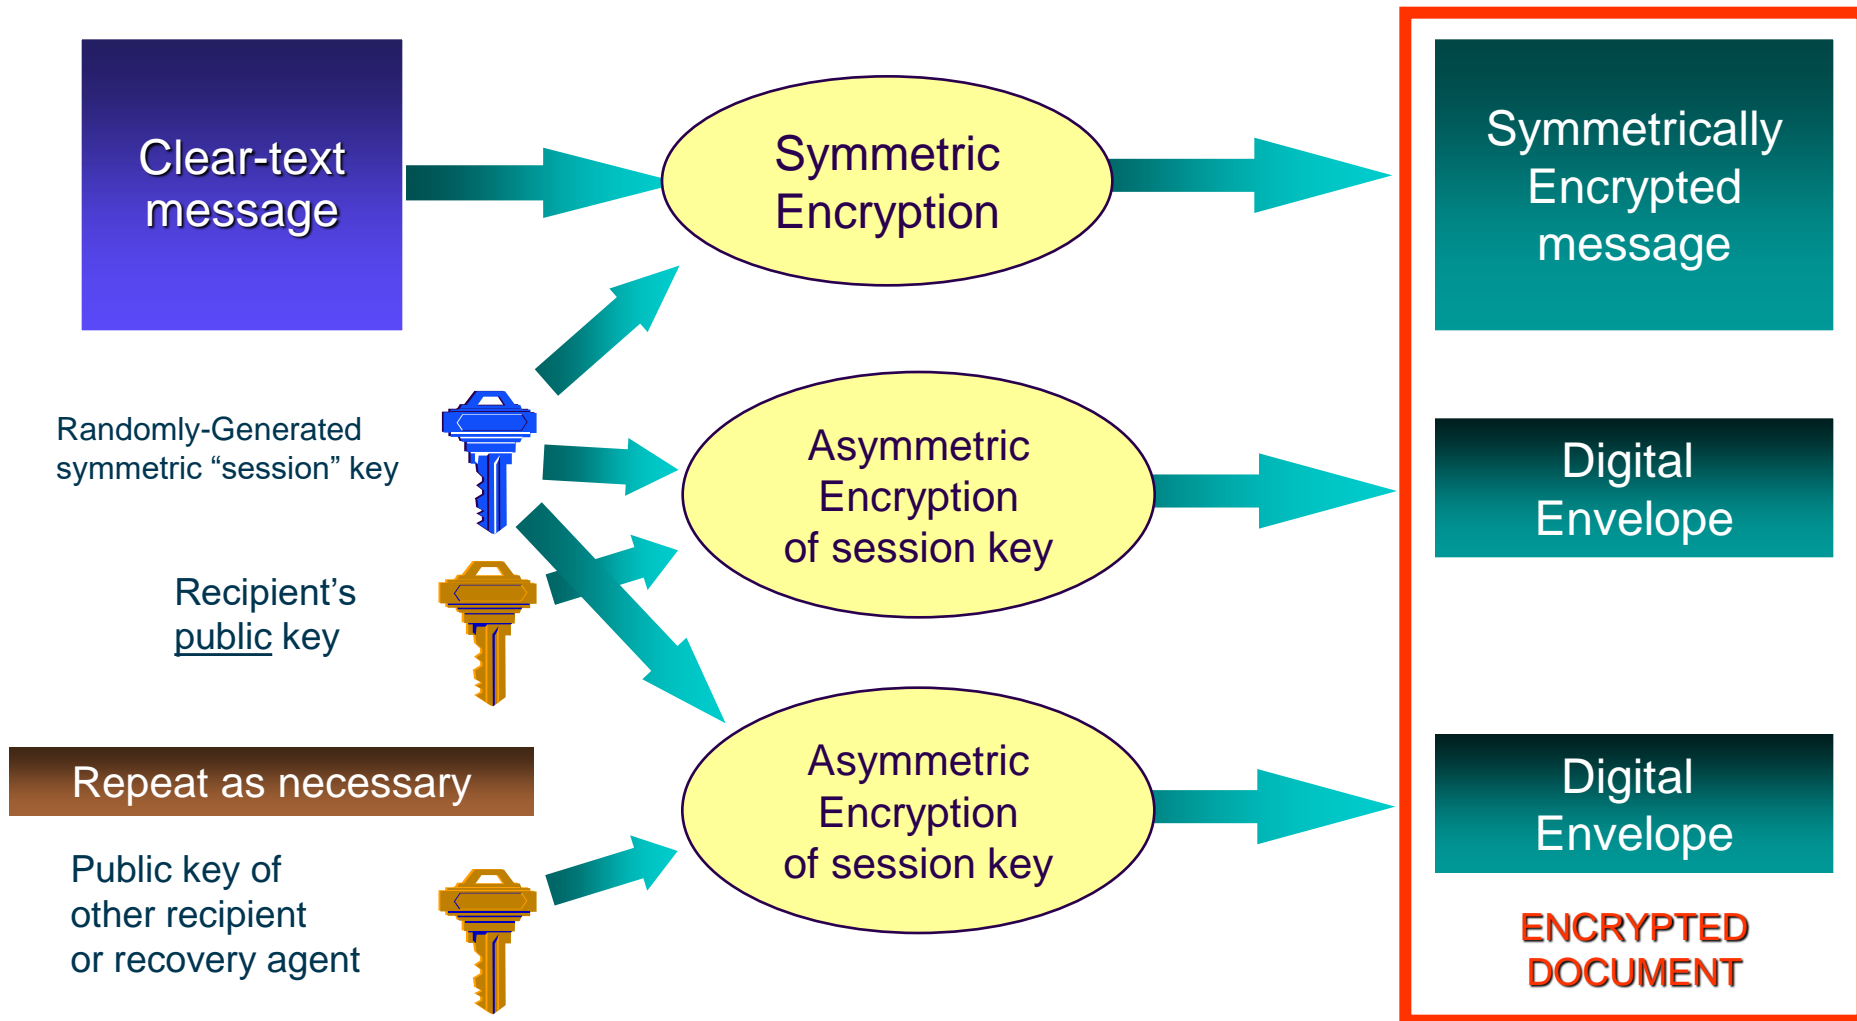 Clear-text
message
Symmetric
Encryption
Symmetrically
Encrypted
message
Randomly-Generated
symmetric “session” key
Asymmetric
Encryption
of session key
Digital
Envelope
Recipient’s
public key
Repeat as necessary
Public key of
other recipient
or recovery agent
Asymmetric
Encryption
of session key
Digital
Envelope
ENCRYPTED
DOCUMENT